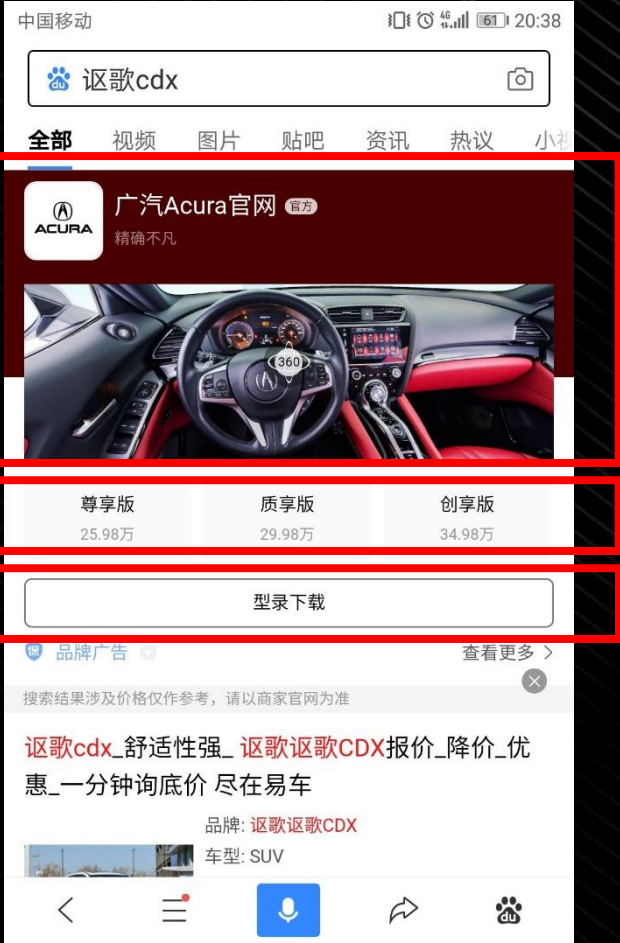 中国移动 4G 61 20:38
讴歌cdx
全部 视频 图片 贴吧 资讯 热议 小视
广汽Acura官网 官方
ACURA
精确不凡
360
尊享版 质享版 创享版
25.98万 29.98万 34.98万
型录下载
保 品牌广告 查看更多
搜索结果涉及价格仅作参考，请以商家官网为准
讴歌cdx_舒适性强_ 讴歌讴歌CDX报价_降价_优
惠_一分钟询底价 尽在易车
品牌: 讴歌讴歌CDX
车型: SUV
du